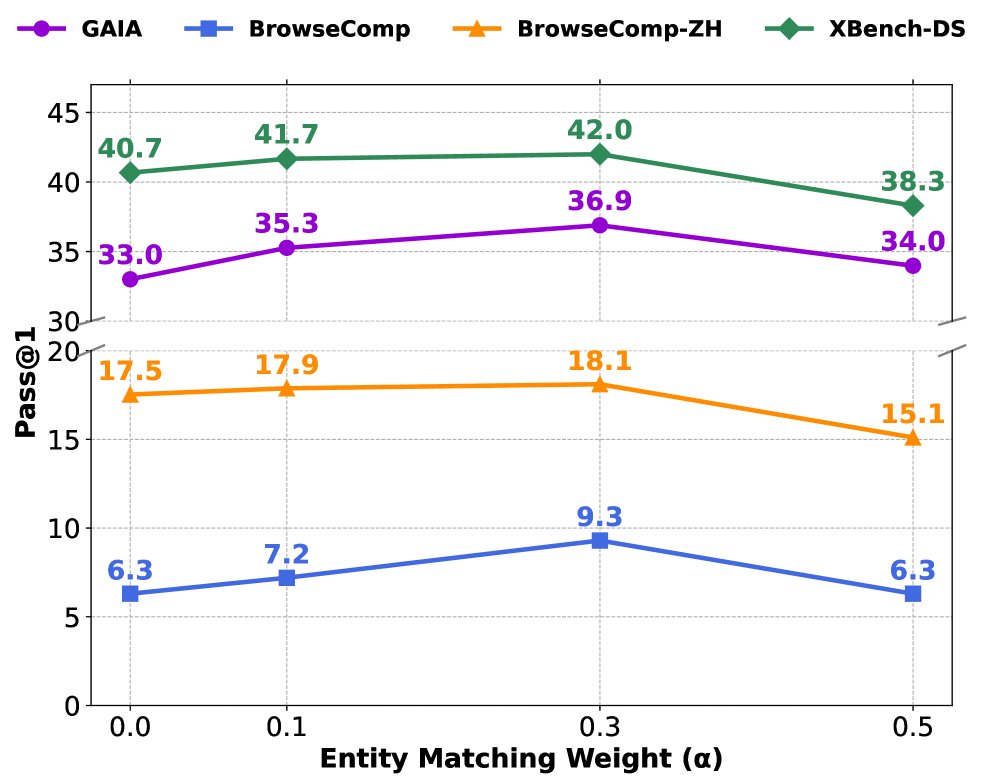 GAIA BrowseComp BrowseComp-ZH XBench-DS
45
40
35
30
20
15
10
5
0
Pass@1
40.7 41.7 42.0 38.3
33.0 35.3 36.9 34.0
17.5 17.9 18.1 15.1
6.3 7.2 9.3 6.3
0.0 0.1 0.3 0.5
Entity Matching Weight (α)